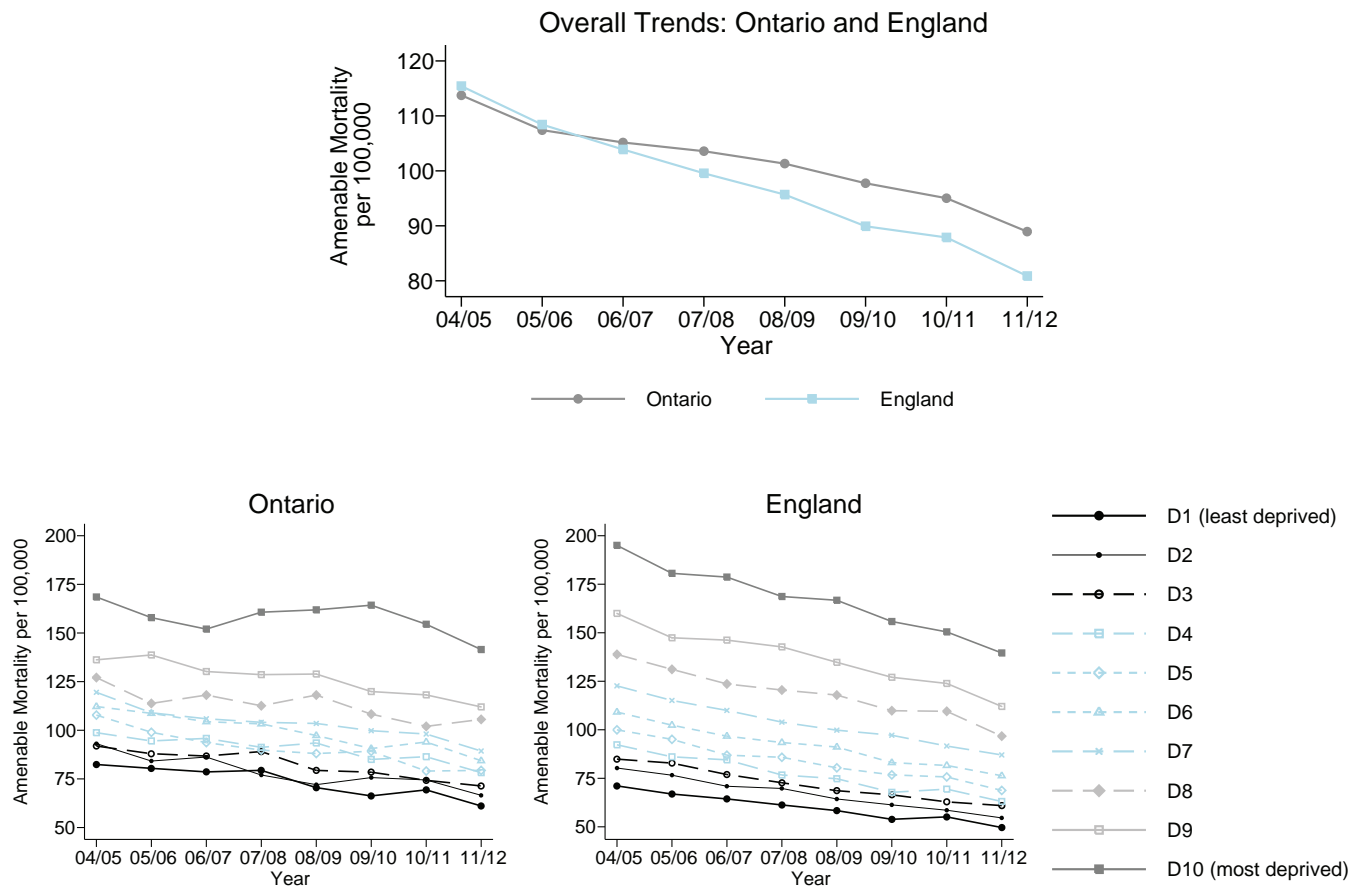 Overall Trends: Ontario and England
Amenable Mortality
per 100,000
120
110
100
90
80
04/05 05/06 06/07 07/08 08/09 09/10 10/11 11/12
Year
Ontario England
Ontario
Amenable Mortality per 100,000
200
175
150
125
100
75
50
04/05 05/06 06/07 07/08 08/09 09/10 10/11 11/12
Year
England
Amenable Mortality per 100,000
200
175
150
125
100
75
50
04/05 05/06 06/07 07/08 08/09 09/10 10/11 11/12
Year
D1 (least deprived)
D2
D3
D4
D5
D6
D7
D8
D9
D10 (most deprived)